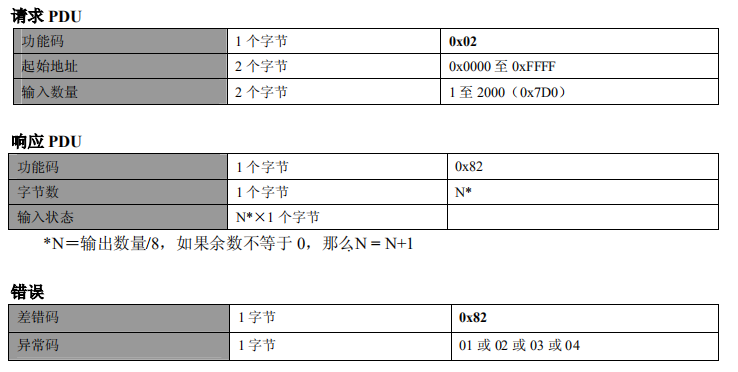 请求 PDU
功能码 1 个字节 0x02
起始地址 2 个字节 0x0000 至 0xFFFF
输入数量 2 个字节 1 至 2000（0x7D0）
响应 PDU
功能码 1 个字节 0x82
字节数 1 个字节 N*
输入状态 N*×1 个字节
*N＝输出数量/8，如果余数不等于 0，那么N = N+1
错误
差错码 1 字节 0x82
异常码 1 字节 01 或 02 或 03 或 04